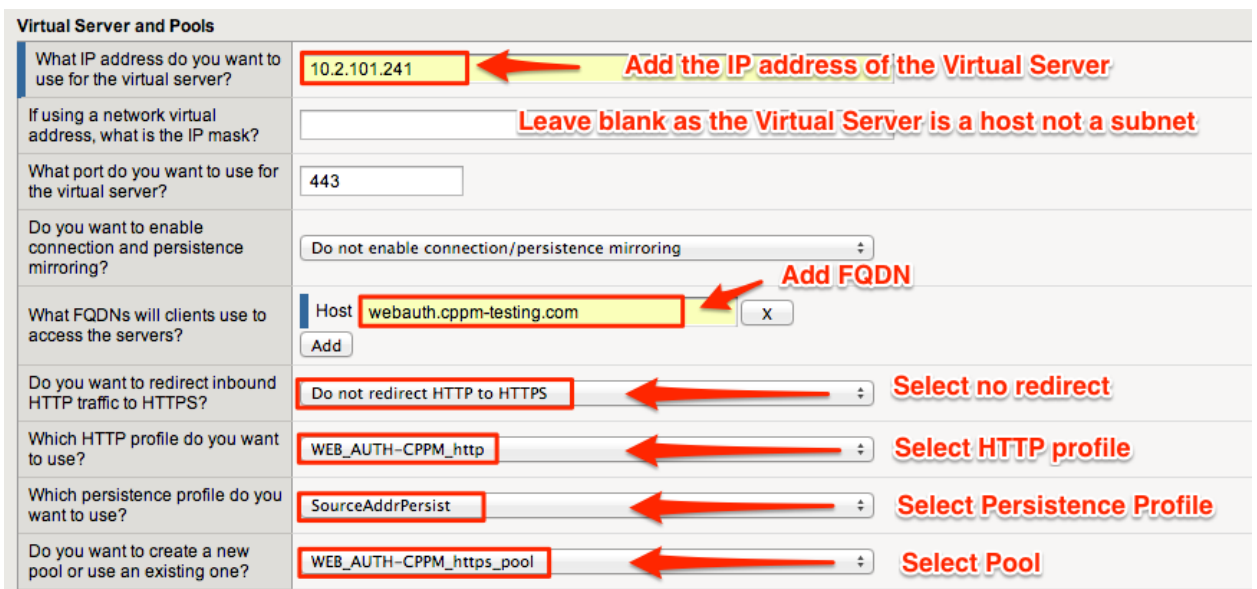 Virtual Server and Pools
What IP address do you want to
use for the virtual server?
10.2.101.241
Add the IP address of the Virtual Server
If using a network virtual
address, what is the IP mask?
Leave blank as the Virtual Server is a host not a subnet
What port do you want to use for
the virtual server?
443
Do you want to enable
connection and persistence
mirroring?
Do not enable connection/persistence mirroring
Add FQDN
What FQDNs will clients use to
access the servers?
Host webauth.cppm-testing.com X
Add
Do you want to redirect inbound
HTTP traffic to HTTPS?
Do not redirect HTTP to HTTPS
Select no redirect
Which HTTP profile do you want
to use?
WEB_AUTH-CPPM_http
Select HTTP profile
Which persistence profile do you
want to use?
SourceAddrPersist
Select Persistence Profile
Do you want to create a new
pool or use an existing one?
WEB_AUTH-CPPM_https_pool
Select Pool